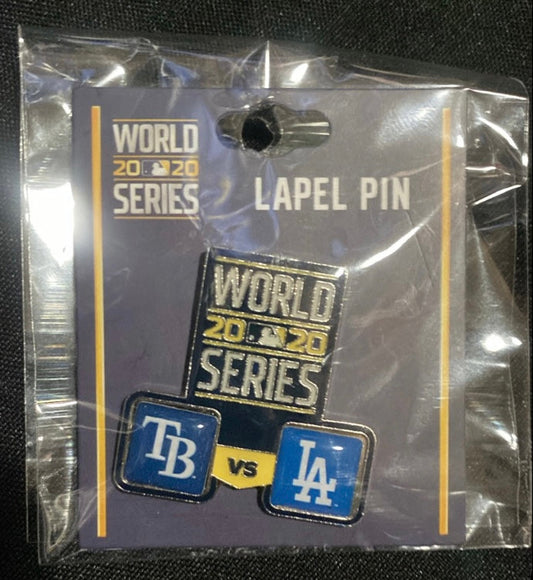 WORLD
2020
SERIES
LAPEL PIN
WORLD
2020
SERIES
TB
VS
LA